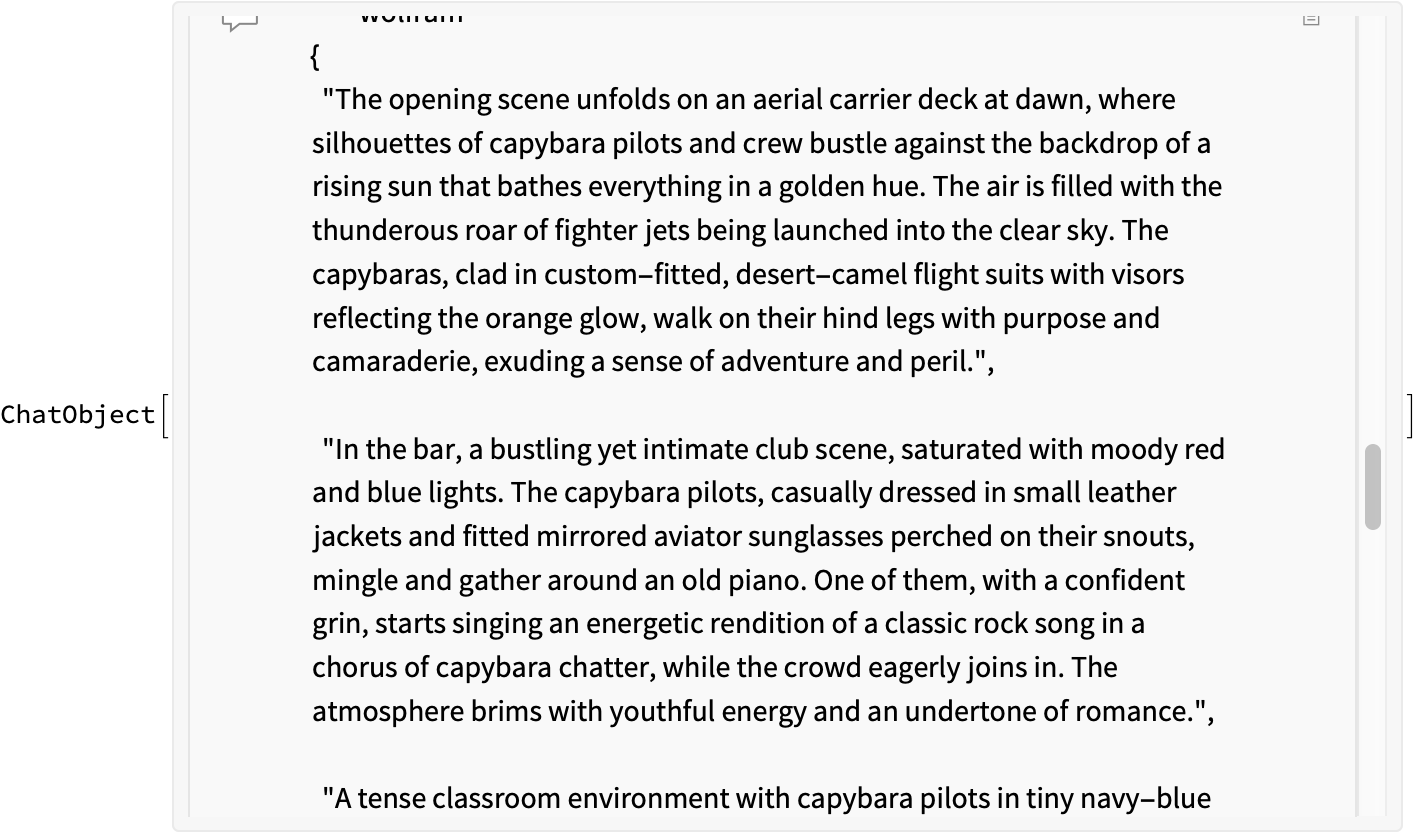 wolfram
{
"The opening scene unfolds on an aerial carrier deck at dawn, where
silhouettes of capybara pilots and crew bustle against the backdrop of a
rising sun that bathes everything in a golden hue. The air is filled with the
thunderous roar of fighter jets being launched into the clear sky. The
capybaras, clad in custom–fitted, desert–camel flight suits with visors
reflecting the orange glow, walk on their hind legs with purpose and
camaraderie, exuding a sense of adventure and peril.",
ChatObject[
]
"In the bar, a bustling yet intimate club scene, saturated with moody red
and blue lights. The capybara pilots, casually dressed in small leather
jackets and fitted mirrored aviator sunglasses perched on their snouts,
mingle and gather around an old piano. One of them, with a confident
grin, starts singing an energetic rendition of a classic rock song in a
chorus of capybara chatter, while the crowd eagerly joins in. The
atmosphere brims with youthful energy and an undertone of romance.",
"A tense classroom environment with capybara pilots in tiny navy–blue